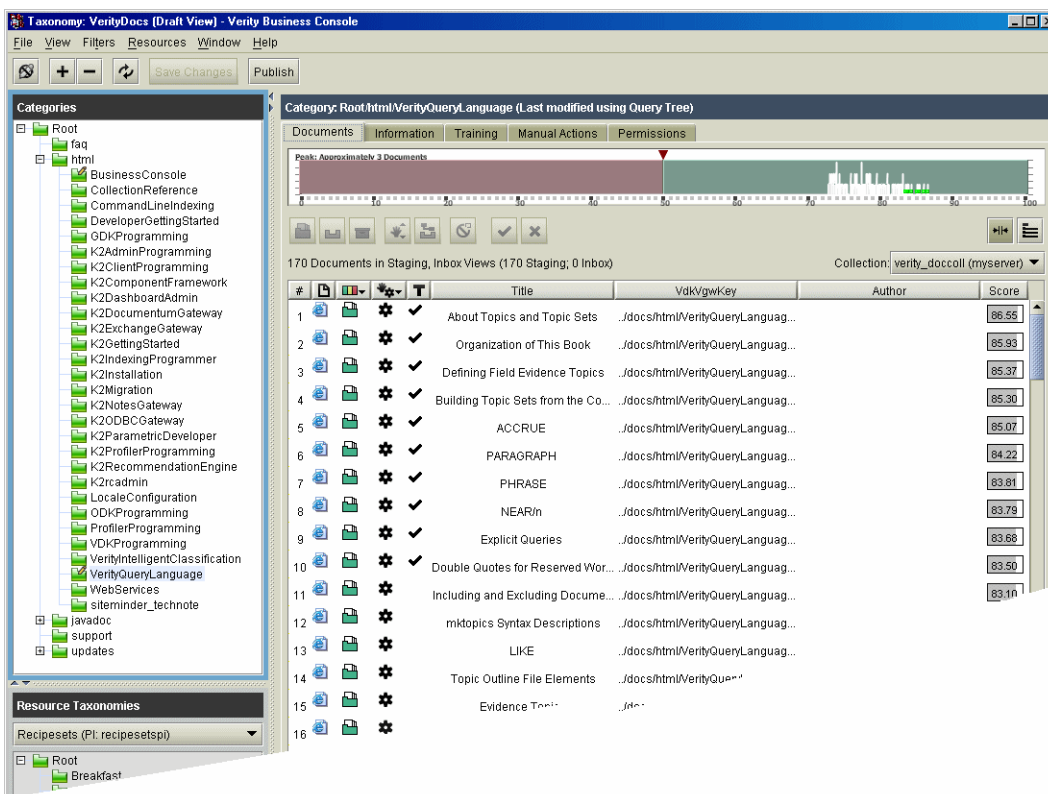 Taxonomy: VerityDocs (Draft View) - Verity Business Console
File View Filters Resources Window Help
Save Changes Publish
Categories
Root
faq
html
BusinessConsole
CollectionReference
CommandLineIndexing
DeveloperGettingStarted
GDKProgramming
K2AdminProgramming
K2ClientProgramming
K2ComponentFramework
K2DashboardAdmin
K2DocumentumGateway
K2ExchangeGateway
K2GettingStarted
K2IndexingProgrammer
K2Installation
K2Migration
K2NotesGateway
K2ODBCGateway
K2ParametricDeveloper
K2ProfilerProgramming
K2RecommendationEngine
K2rcadmin
LocaleConfiguration
ODKProgramming
ProfilerProgramming
VDKProgramming
VerityIntelligentClassification
VerityQueryLanguage
WebServices
siteminder_technote
javadoc
support
updates
Resource Taxonomies
Recipesets (PI: recipesetspi)
Root
Breakfast
Category: Root/html/VerityQueryLanguage (Last modified using Query Tree)
Documents Information Training Manual Actions Permissions
Peak: Approximately 3 Documents
0 10 20 30 40 50 60 70 80 90 100
170 Documents in Staging, Inbox Views (170 Staging; 0 Inbox) Collection: verity_doccoll (myserver)
# T Title VdkVgwKey Author Score
1 About Topics and Topic Sets ../docs/html/VerityQueryLanguag... 86.55
2 Organization of This Book ../docs/html/VerityQueryLanguag... 85.93
3 Defining Field Evidence Topics ../docs/html/VerityQueryLanguag... 85.37
4 Building Topic Sets from the Co... ../docs/html/VerityQueryLanguag... 85.30
5 ACCRUE ../docs/html/VerityQueryLanguag... 85.07
6 PARAGRAPH ../docs/html/VerityQueryLanguag... 84.22
7 PHRASE ../docs/html/VerityQueryLanguag... 83.81
8 NEAR/n ../docs/html/VerityQueryLanguag... 83.79
9 Explicit Queries ../docs/html/VerityQueryLanguag... 83.68
10 Double Quotes for Reserved Wor... ../docs/html/VerityQueryLanguag... 83.50
11 Including and Excluding Docume... ../docs/html/VerityQueryLanguag... 83.10
12 mktopics Syntax Descriptions ../docs/html/VerityQueryLanguag...
13 LIKE ../docs/html/VerityQueryLanguag...
14 Topic Outline File Elements ../docs/html/VerityQuer
15 Evidence Topi
16